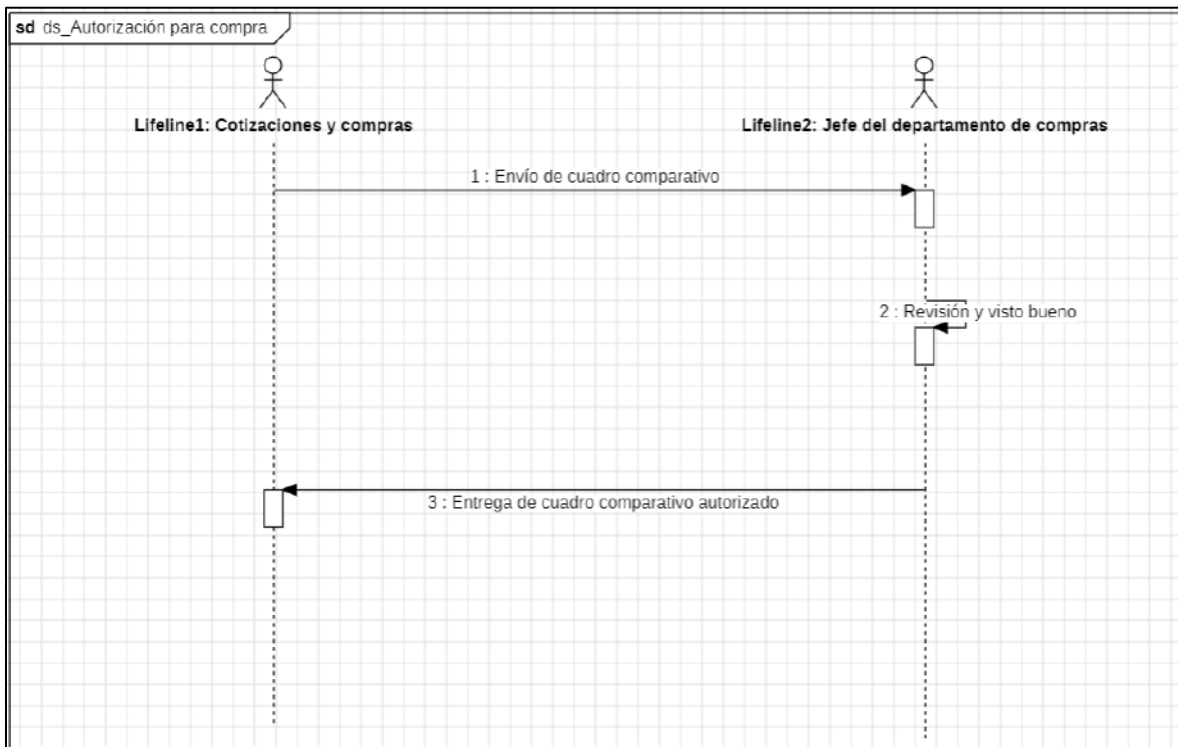 sd ds_Autorización para compra
Lifeline1: Cotizaciones y compras
Lifeline2: Jefe del departamento de compras
1 : Envío de cuadro comparativo
2 : Revisión y visto bueno
3 : Entrega de cuadro comparativo autorizado